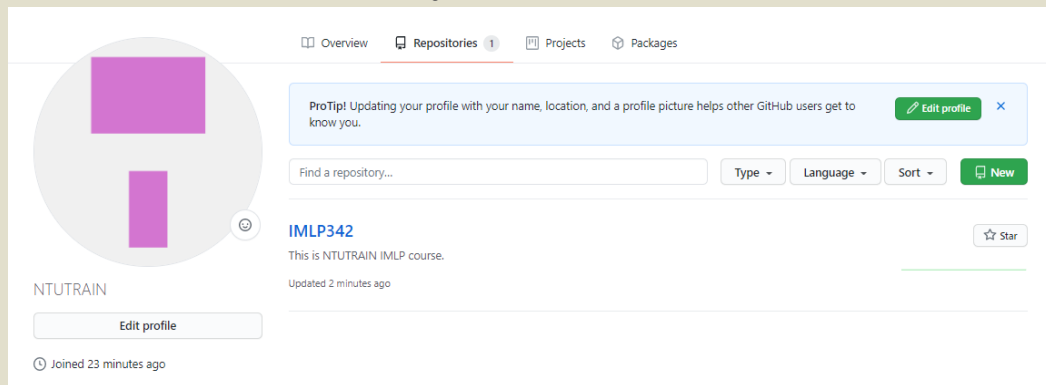 Overview Repositories 1 Projects Packages
ProTip! Updating your profile with your name, location, and a profile picture helps other GitHub users get to
know you.
Edit profile
Find a repository...
Type Language Sort New
IMLP342
Star
This is NTUTRAIN IMLP course.
Updated 2 minutes ago
NTUTRAIN
Edit profile
Joined 23 minutes ago